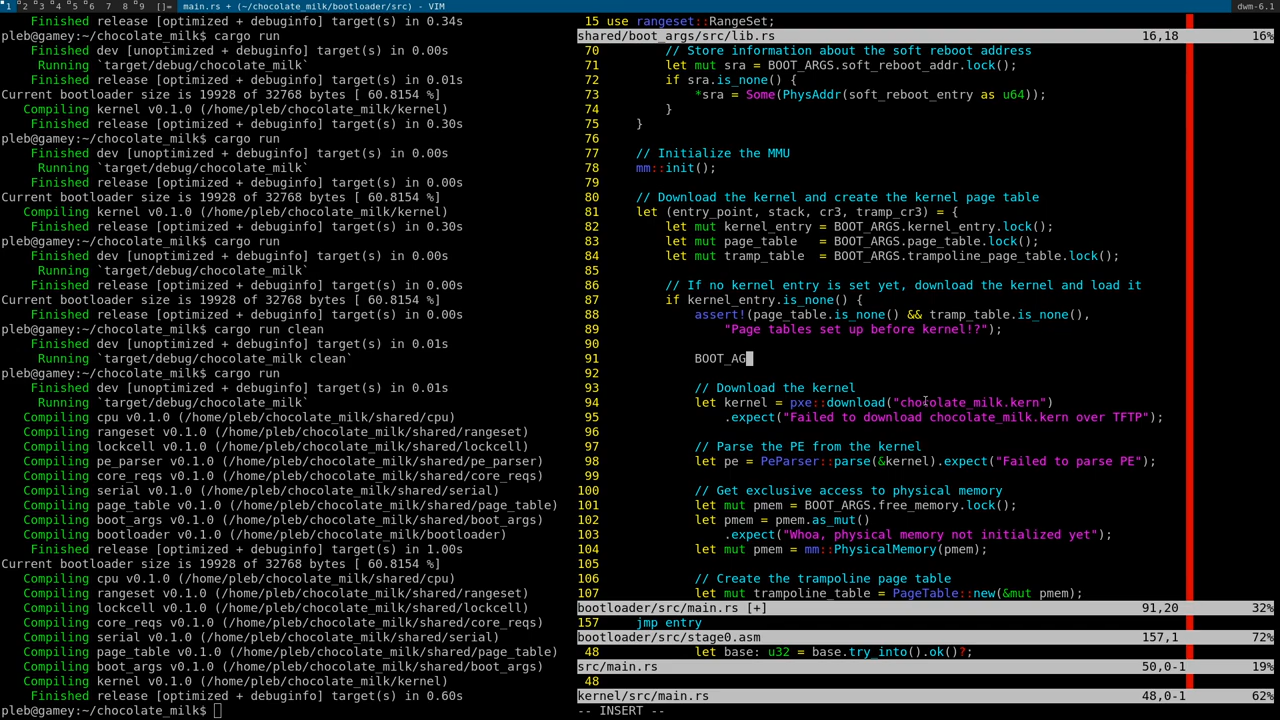 1 2 3 4 5 6 7 8 9 []= main.rs + (~/chocolate_milk/bootloader/src) - VIM dwm-6.1
Finished release [optimized + debuginfo] target(s) in 0.34s
pleb@gamey:~/chocolate_milk$ cargo run
Finished dev [unoptimized + debuginfo] target(s) in 0.00s
Running `target/debug/chocolate_milk`
Finished release [optimized + debuginfo] target(s) in 0.01s
Current bootloader size is 19928 of 32768 bytes [ 60.8154 %]
Compiling kernel v0.1.0 (/home/pleb/chocolate_milk/kernel)
Finished release [optimized + debuginfo] target(s) in 0.30s
pleb@gamey:~/chocolate_milk$ cargo run
Finished dev [unoptimized + debuginfo] target(s) in 0.00s
Running `target/debug/chocolate_milk`
Finished release [optimized + debuginfo] target(s) in 0.00s
Current bootloader size is 19928 of 32768 bytes [ 60.8154 %]
Compiling kernel v0.1.0 (/home/pleb/chocolate_milk/kernel)
Finished release [optimized + debuginfo] target(s) in 0.30s
pleb@gamey:~/chocolate_milk$ cargo run
Finished dev [unoptimized + debuginfo] target(s) in 0.01s
Running `target/debug/chocolate_milk`
Finished release [optimized + debuginfo] target(s) in 0.00s
Current bootloader size is 19928 of 32768 bytes [ 60.8154 %]
Finished release [optimized + debuginfo] target(s) in 0.00s
pleb@gamey:~/chocolate_milk$ cargo run clean
Finished dev [unoptimized + debuginfo] target(s) in 0.01s
Running `target/debug/chocolate_milk clean`
pleb@gamey:~/chocolate_milk$ cargo run
Finished dev [unoptimized + debuginfo] target(s) in 0.01s
Running `target/debug/chocolate_milk`
Compiling cpu v0.1.0 (/home/pleb/chocolate_milk/shared/cpu)
Compiling rangeset v0.1.0 (/home/pleb/chocolate_milk/shared/rangeset)
Compiling lockcell v0.1.0 (/home/pleb/chocolate_milk/shared/lockcell)
Compiling pe_parser v0.1.0 (/home/pleb/chocolate_milk/shared/pe_parser)
Compiling core_reqs v0.1.0 (/home/pleb/chocolate_milk/shared/core_reqs)
Compiling serial v0.1.0 (/home/pleb/chocolate_milk/shared/serial)
Compiling page_table v0.1.0 (/home/pleb/chocolate_milk/shared/page_table)
Compiling boot_args v0.1.0 (/home/pleb/chocolate_milk/shared/boot_args)
Compiling bootloader v0.1.0 (/home/pleb/chocolate_milk/bootloader)
Finished release [optimized + debuginfo] target(s) in 1.00s
Current bootloader size is 19928 of 32768 bytes [ 60.8154 %]
Compiling cpu v0.1.0 (/home/pleb/chocolate_milk/shared/cpu)
Compiling rangeset v0.1.0 (/home/pleb/chocolate_milk/shared/rangeset)
Compiling lockcell v0.1.0 (/home/pleb/chocolate_milk/shared/lockcell)
Compiling core_reqs v0.1.0 (/home/pleb/chocolate_milk/shared/core_reqs)
Compiling serial v0.1.0 (/home/pleb/chocolate_milk/shared/serial)
Compiling page_table v0.1.0 (/home/pleb/chocolate_milk/shared/page_table)
Compiling boot_args v0.1.0 (/home/pleb/chocolate_milk/shared/boot_args)
Compiling kernel v0.1.0 (/home/pleb/chocolate_milk/kernel)
Finished release [optimized + debuginfo] target(s) in 0.60s
pleb@gamey:~/chocolate_milk$
15 use rangeset::RangeSet;
shared/boot_args/src/lib.rs 16,18 16%
70 // Store information about the soft reboot address
71 let mut sra = BOOT_ARGS.soft_reboot_addr.lock();
72 if sra.is_none() {
73 *sra = Some(PhysAddr(soft_reboot_entry as u64));
74 }
75 }
76
77 // Initialize the MMU
78 mm::init();
79
80 // Download the kernel and create the kernel page table
81 let (entry_point, stack, cr3, tramp_cr3) = {
82 let mut kernel_entry = BOOT_ARGS.kernel_entry.lock();
83 let mut page_table = BOOT_ARGS.page_table.lock();
84 let mut tramp_table = BOOT_ARGS.trampoline_page_table.lock();
85
86 // If no kernel entry is set yet, download the kernel and load it
87 if kernel_entry.is_none() {
88 assert!(page_table.is_none() && tramp_table.is_none(),
89 "Page tables set up before kernel!?");
90
91 BOOT_AG
92
93 // Download the kernel
94 let kernel = pxe::download("chocolate_milk.kern")
95 .expect("Failed to download chocolate_milk.kern over TFTP");
96
97 // Parse the PE from the kernel
98 let pe = PeParser::parse(&kernel).expect("Failed to parse PE");
99
100 // Get exclusive access to physical memory
101 let mut pmem = BOOT_ARGS.free_memory.lock();
102 let pmem = pmem.as_mut()
103 .expect("Whoa, physical memory not initialized yet");
104 let mut pmem = mm::PhysicalMemory(pmem);
105
106 // Create the trampoline page table
107 let mut trampoline_table = PageTable::new(&mut pmem);
bootloader/src/main.rs [+] 91,20 32%
157 jmp entry
bootloader/src/stage0.asm 157,1 72%
48 let base: u32 = base.try_into().ok()?;
src/main.rs 50,0-1 19%
48
kernel/src/main.rs 48,0-1 62%
-- INSERT --